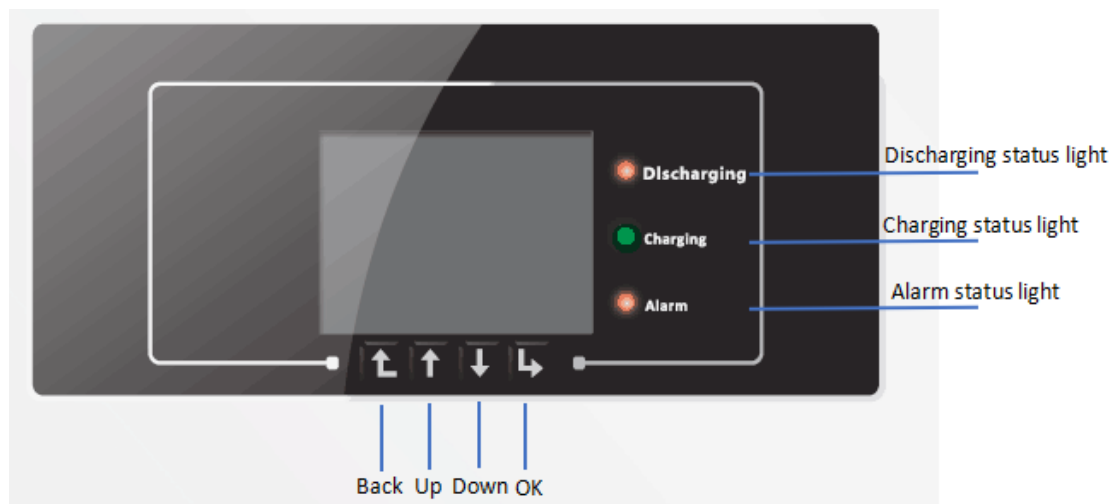 Discharging
Discharging status light
Charging
Charging status light
Alarm
Alarm status light
Back Up Down OK